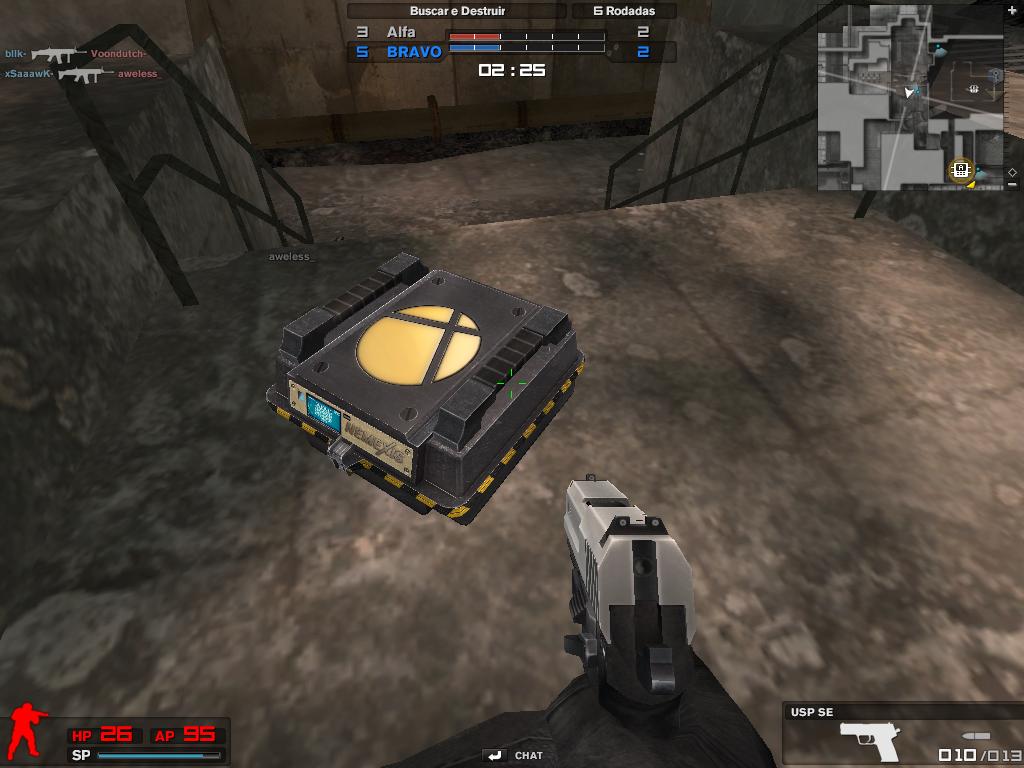 Buscar e Destruir
6 Rodadas
3 Alfa 2
5 BRAVO 2
02:25
blik- Voondutch-
xSaaawK- aweless_
aweless_
NEMEXIS
HP 26 AP 95
SP
CHAT
USP SE
010/013